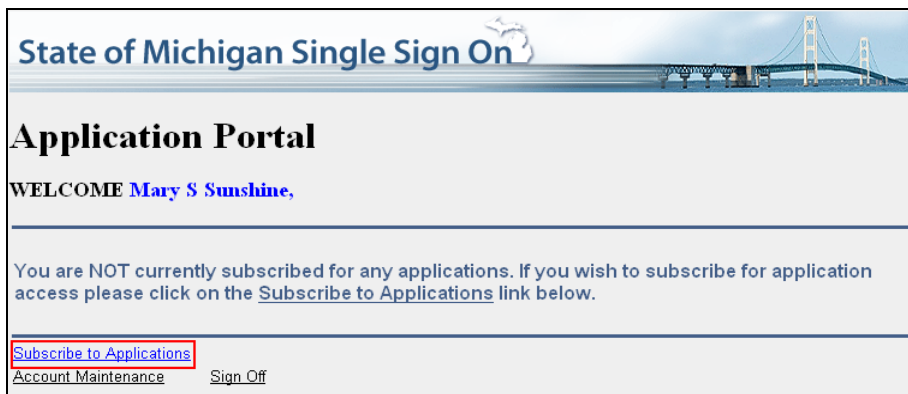 State of Michigan Single Sign On
Application Portal
WELCOME Mary S Sunshine,
You are NOT currently subscribed for any applications. If you wish to subscribe for application
access please click on the Subscribe to Applications link below.
Subscribe to Applications
Account Maintenance Sign Off